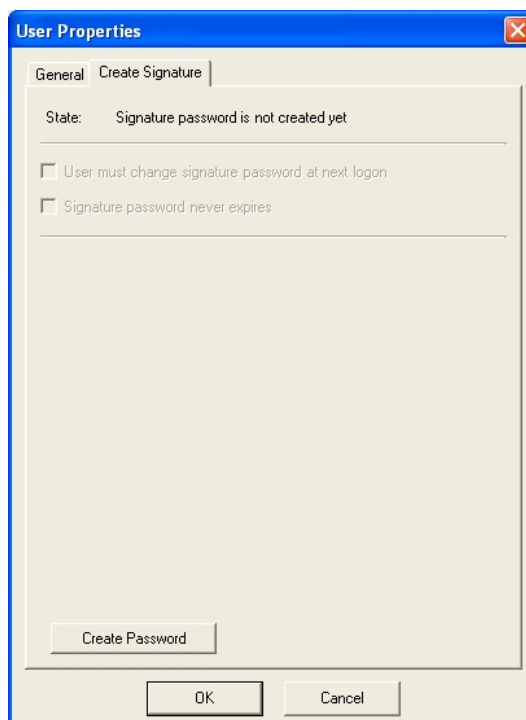 User Properties
General Create Signature
State: Signature password is not created yet
User must change signature password at next logon
Signature password never expires
Create Password
OK Cancel